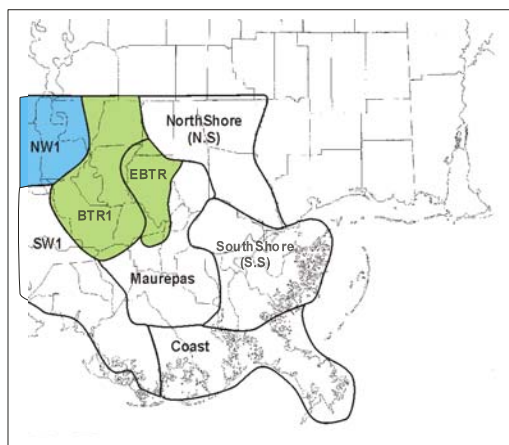 NorthShore
(N.S)
NW1
EBTR
BTR1
SW1
SouthShore
(S.S)
Maurepas
Coast